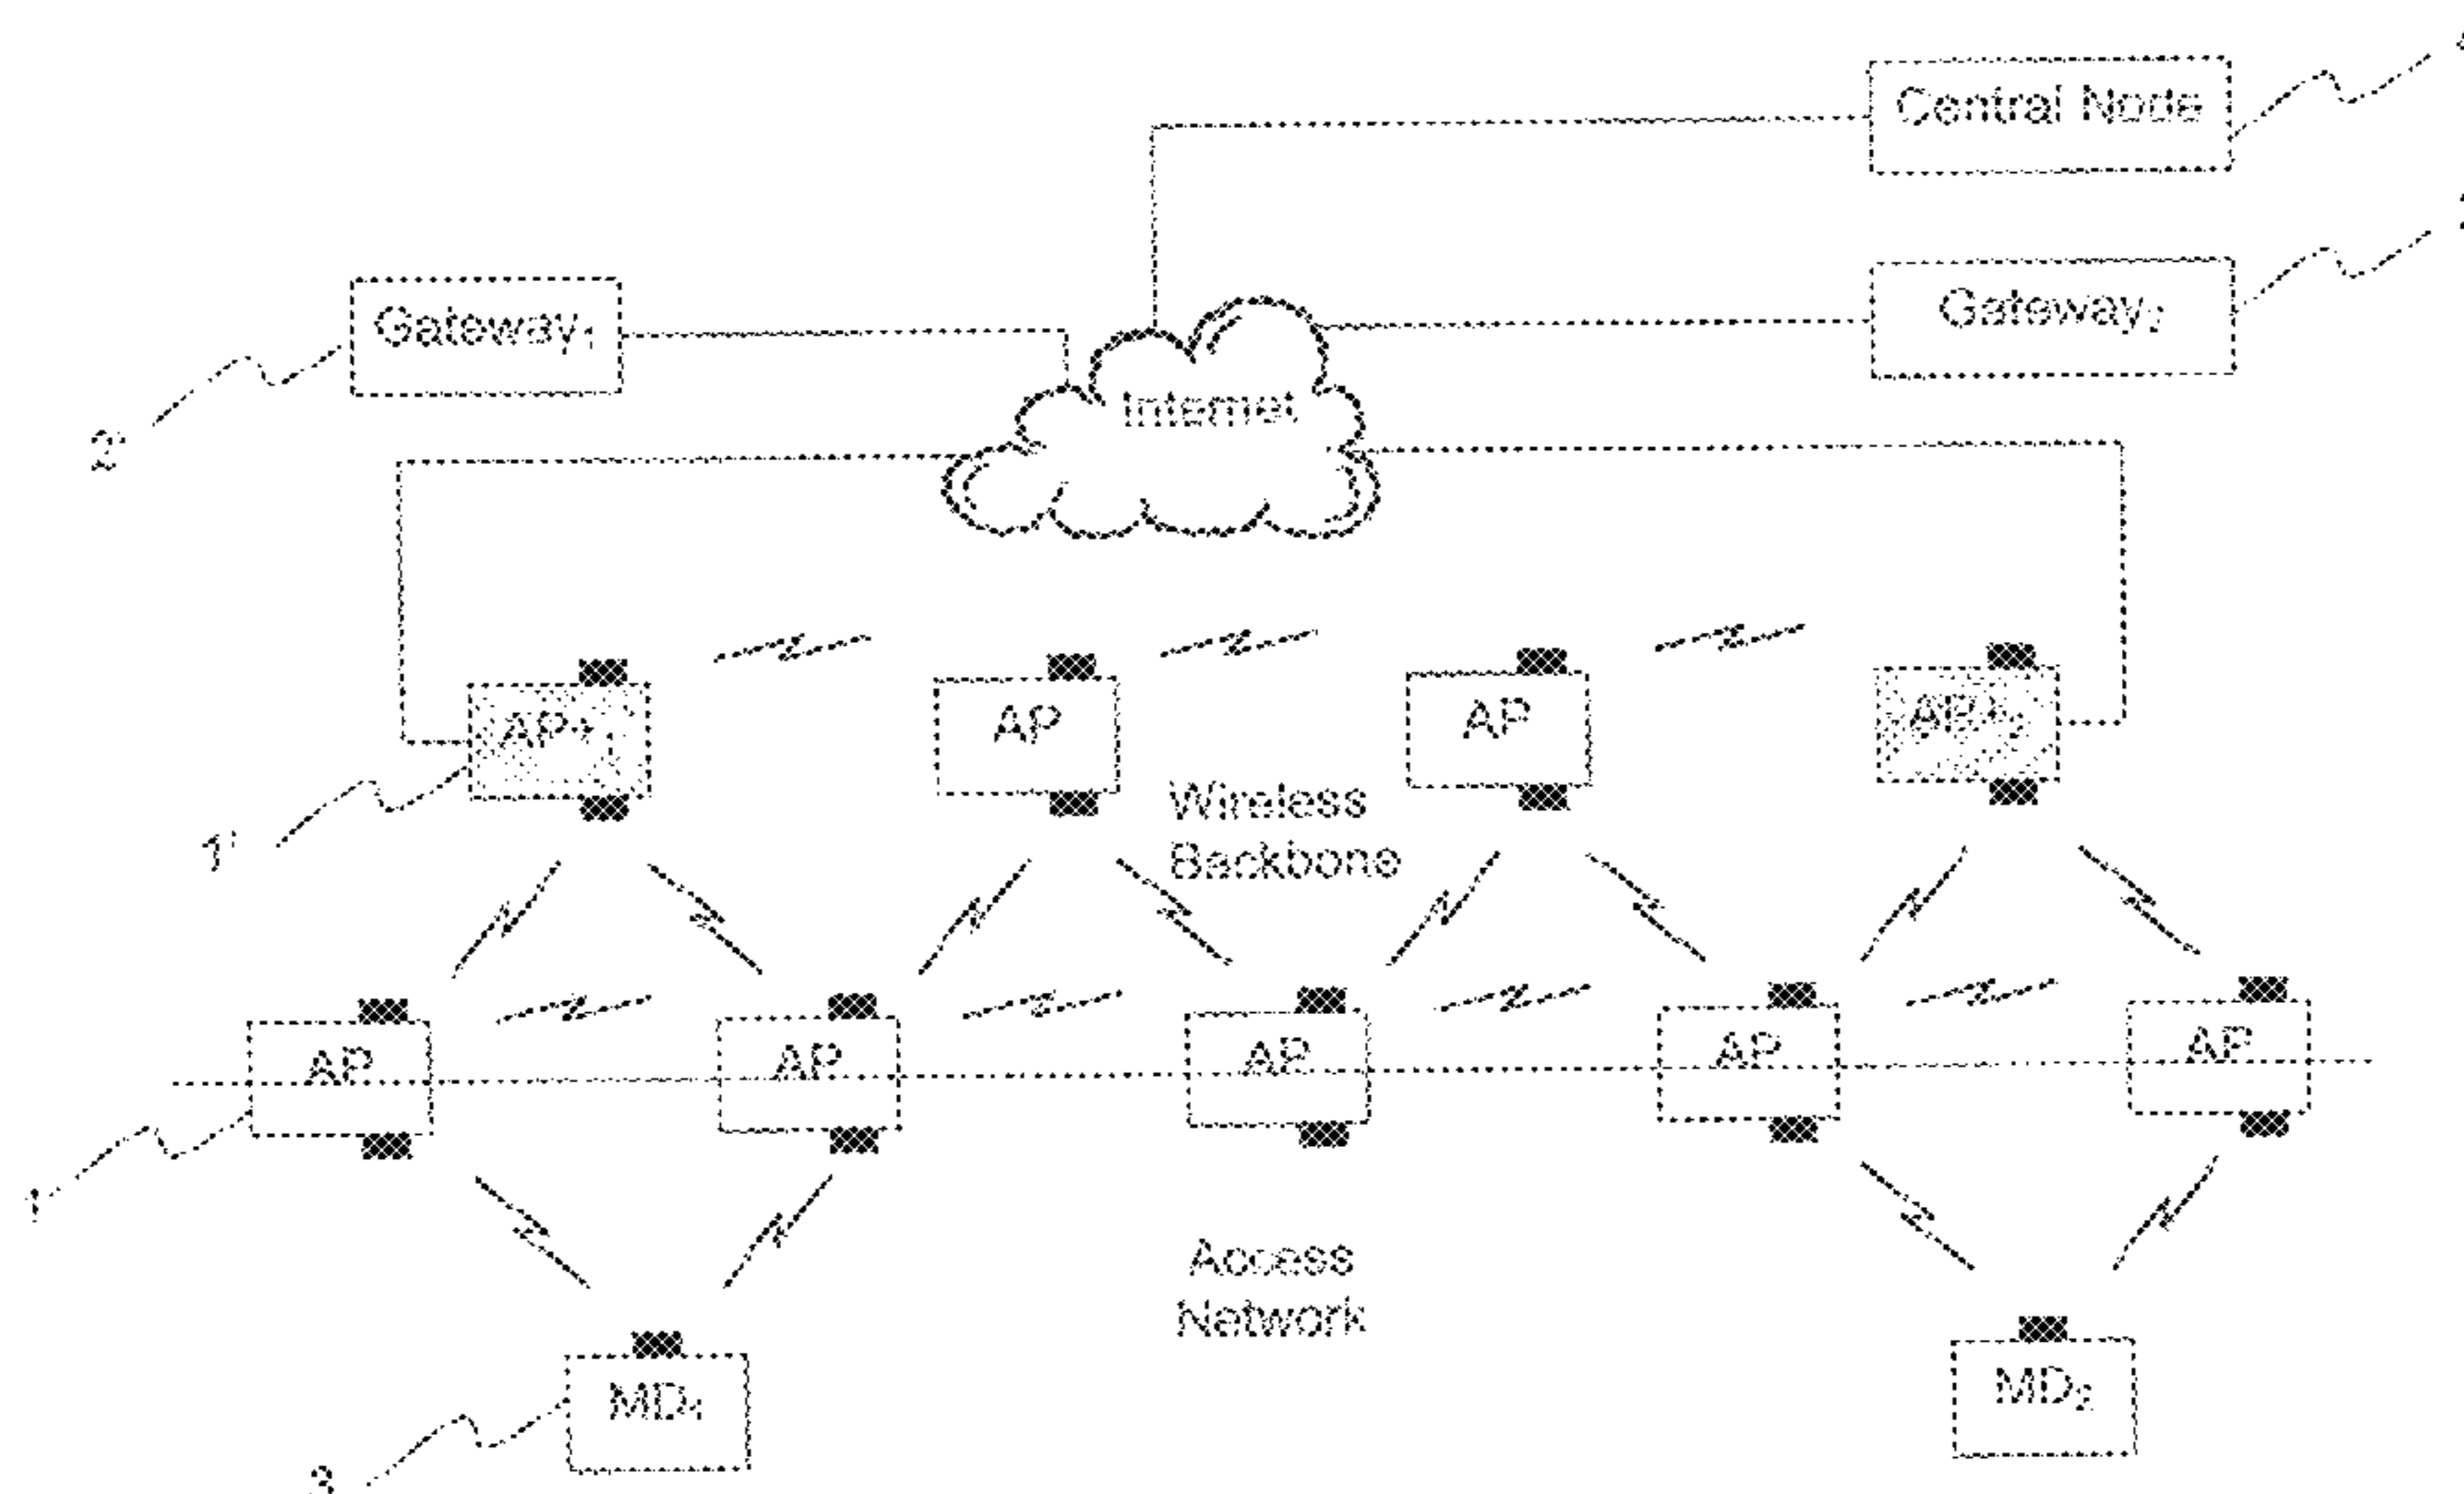 Central Node
Gateway1
Gateway2
Internet
2'
AP+1
AP
AP
AP+2
1'
Wireless
Backbone
AP
AP
AP
AP
AP
1
Access
Network
MD1
MD2
3